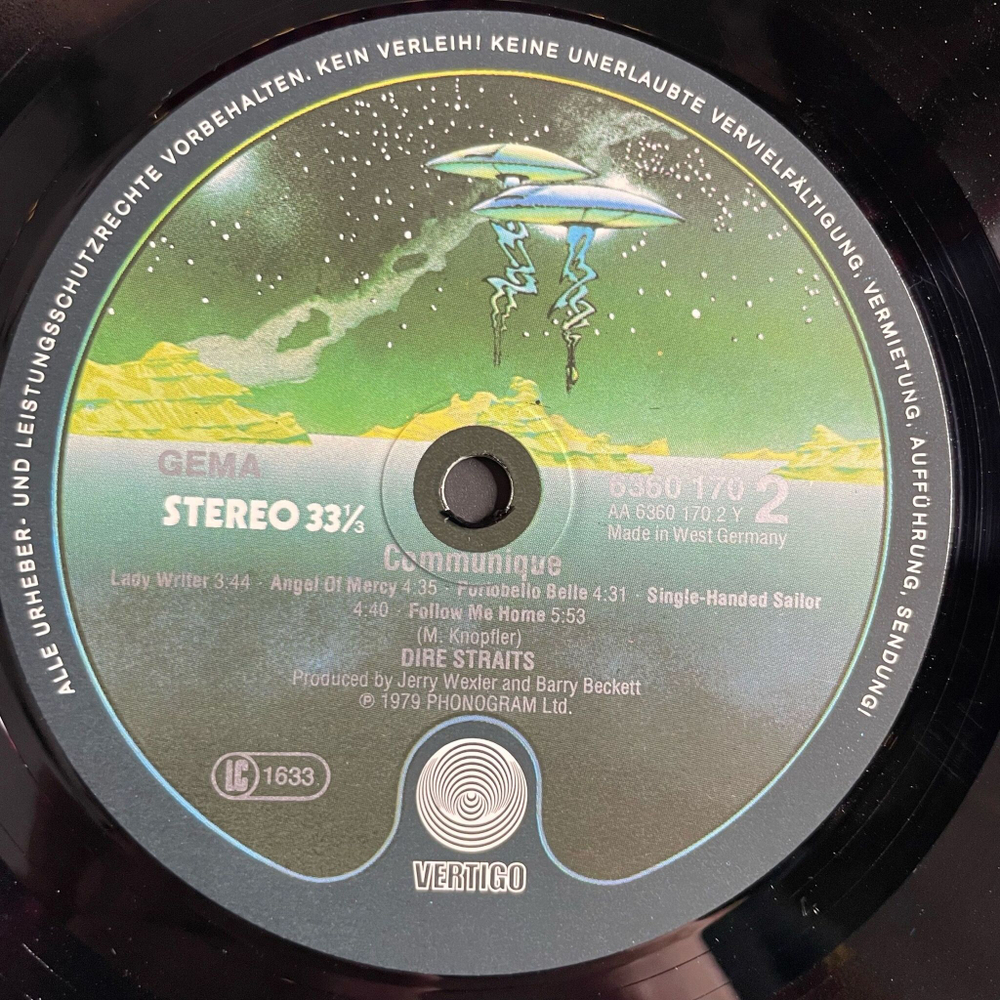 ALLE URHEBER- UND LEISTUNGSSCHUTZRECHTE VORBEHALTEN. KEIN VERLEIH! KEINE UNERLAUBTE VERVIELFÄLTIGUNG, VERMIETUNG, AUFFÜHRUNG, SENDUNG!
GEMA
STEREO 33⅓
6360 170 2
AA 6360 170.2 Y
Made in West Germany
Communique
Lady Writer 3:44 · Angel Of Mercy 4:35 · Portobello Belle 4:31 · Single-Handed Sailor
4:40 · Follow Me Home 5:53
(M. Knopfler)
DIRE STRAITS
Produced by Jerry Wexler and Barry Beckett
℗ 1979 PHONOGRAM Ltd.
LC 1633
VERTIGO